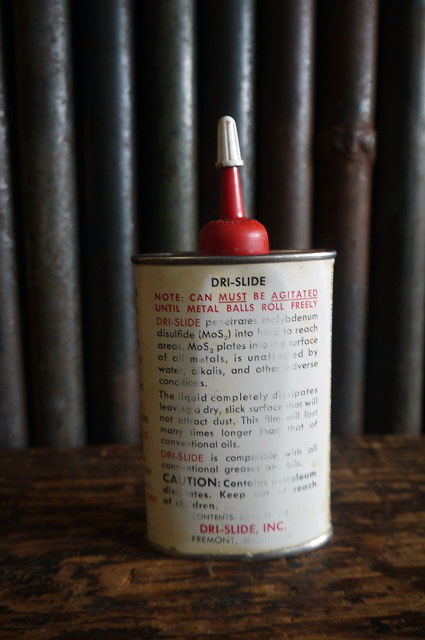 DRI-SLIDE
NOTE: CAN MUST BE AGITATED
UNTIL METAL BALLS ROLL FREELY
DRI-SLIDE penetrates molybdenum
disulfide (MoS₂) into hard to reach
areas. MoS₂ plates into the surface
of all metals, is unaffected by
water, alkalis, and other adverse
conditions.
The liquid completely dissipates
leaving a dry, slick surface that will
not attract dust. This film will last
many times longer than that of
conventional oils.
DRI-SLIDE is compatible with all
conventional greases and oils.
CAUTION: Contains petroleum
distillates. Keep out of reach
of children.
CONTENTS:
DRI-SLIDE, INC.
FREMONT,